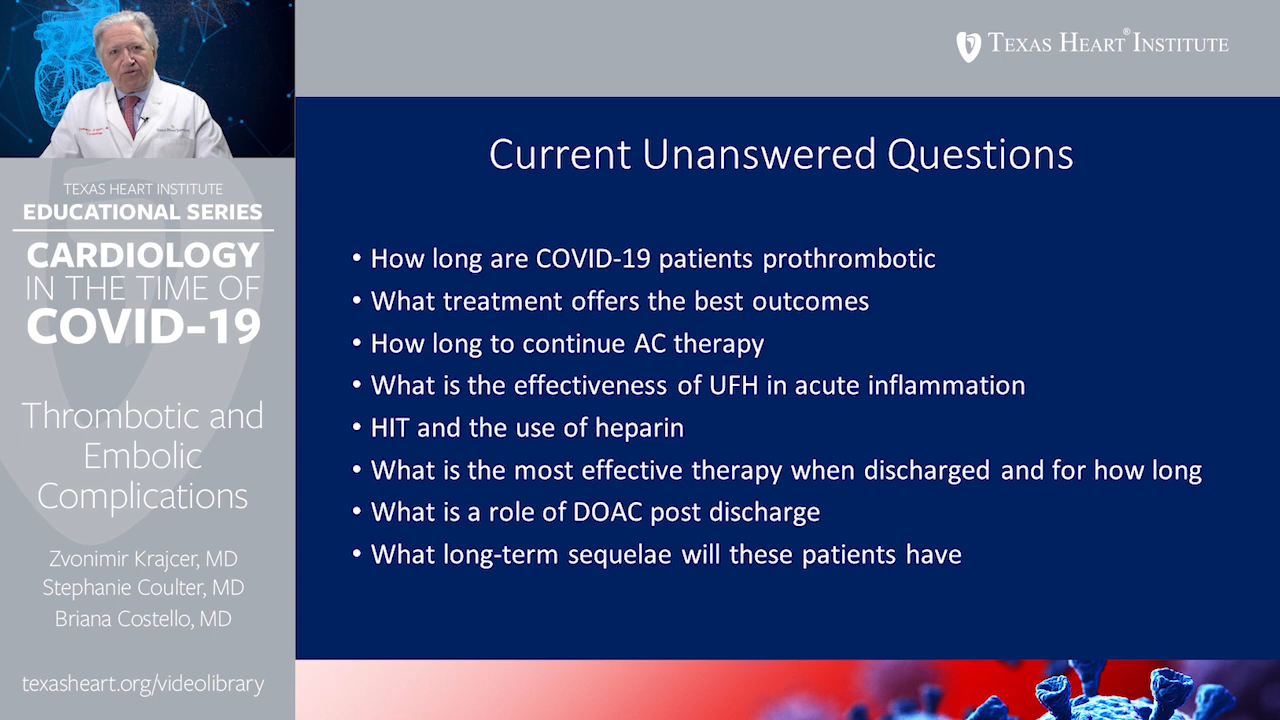 TEXAS HEART® INSTITUTE
TEXAS HEART INSTITUTE
EDUCATIONAL SERIES
CARDIOLOGY
IN THE TIME OF
COVID-19
Thrombotic and
Embolic
Complications
Zvonimir Krajcer, MD
Stephanie Coulter, MD
Briana Costello, MD
texasheart.org/videolibrary
Current Unanswered Questions
• How long are COVID-19 patients prothrombotic
• What treatment offers the best outcomes
• How long to continue AC therapy
• What is the effectiveness of UFH in acute inflammation
• HIT and the use of heparin
• What is the most effective therapy when discharged and for how long
• What is a role of DOAC post discharge
• What long-term sequelae will these patients have